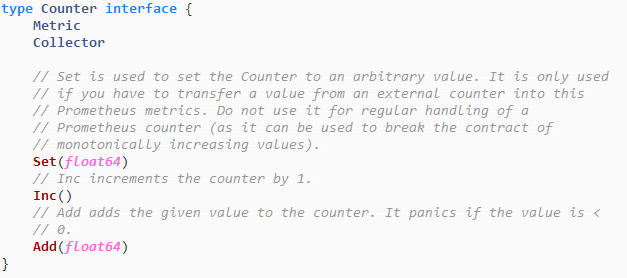 type Counter interface {
Metric
Collector
// Set is used to set the Counter to an arbitrary value. It is only used
// if you have to transfer a value from an external counter into this
// Prometheus metrics. Do not use it for regular handling of a
// Prometheus counter (as it can be used to break the contract of
// monotonically increasing values).
Set(float64)
// Inc increments the counter by 1.
Inc()
// Add adds the given value to the counter. It panics if the value is <
// 0.
Add(float64)
}